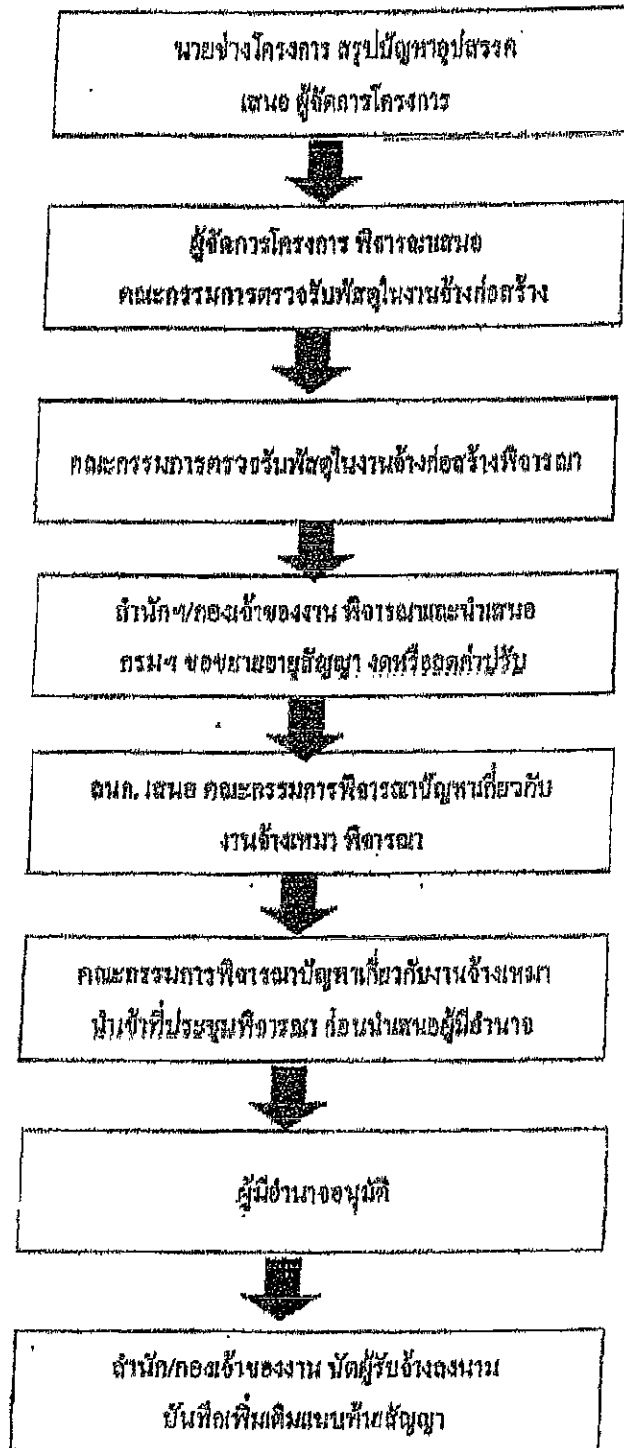 นายช่างโครงการ สรุปปัญหาอุปสรรค
เสนอ ผู้จัดการโครงการ
ผู้จัดการโครงการ พิจารณาเสนอ
คณะกรรมการตรวจรับพัสดุในงานจ้างก่อสร้าง
คณะกรรมการตรวจรับพัสดุในงานจ้างก่อสร้างพิจารณา
สำนักฯ/กองเจ้าของงาน พิจารณาและนำเสนอ
กรมฯ ขอขยายอายุสัญญา งดหรือลดค่าปรับ
เสนอ คณะกรรมการพิจารณาปัญหาเกี่ยวกับ
งานจ้างเหมา พิจารณา
คณะกรรมการพิจารณาปัญหาเกี่ยวกับงานจ้างเหมา
นำเข้าที่ประชุมพิจารณา ก่อนนำเสนอผู้มีอำนาจ
ผู้มีอำนาจอนุมัติ
สำนัก/กองเจ้าของงาน นัดผู้รับจ้างลงนาม
บันทึกเพิ่มเติมแนบท้ายสัญญา